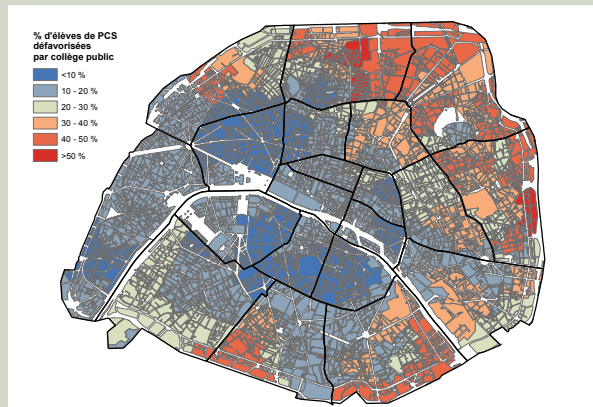 % d'élèves de PCS
défavorisées
par collège public
<10 %
10 - 20 %
20 - 30 %
30 - 40 %
40 - 50 %
>50 %